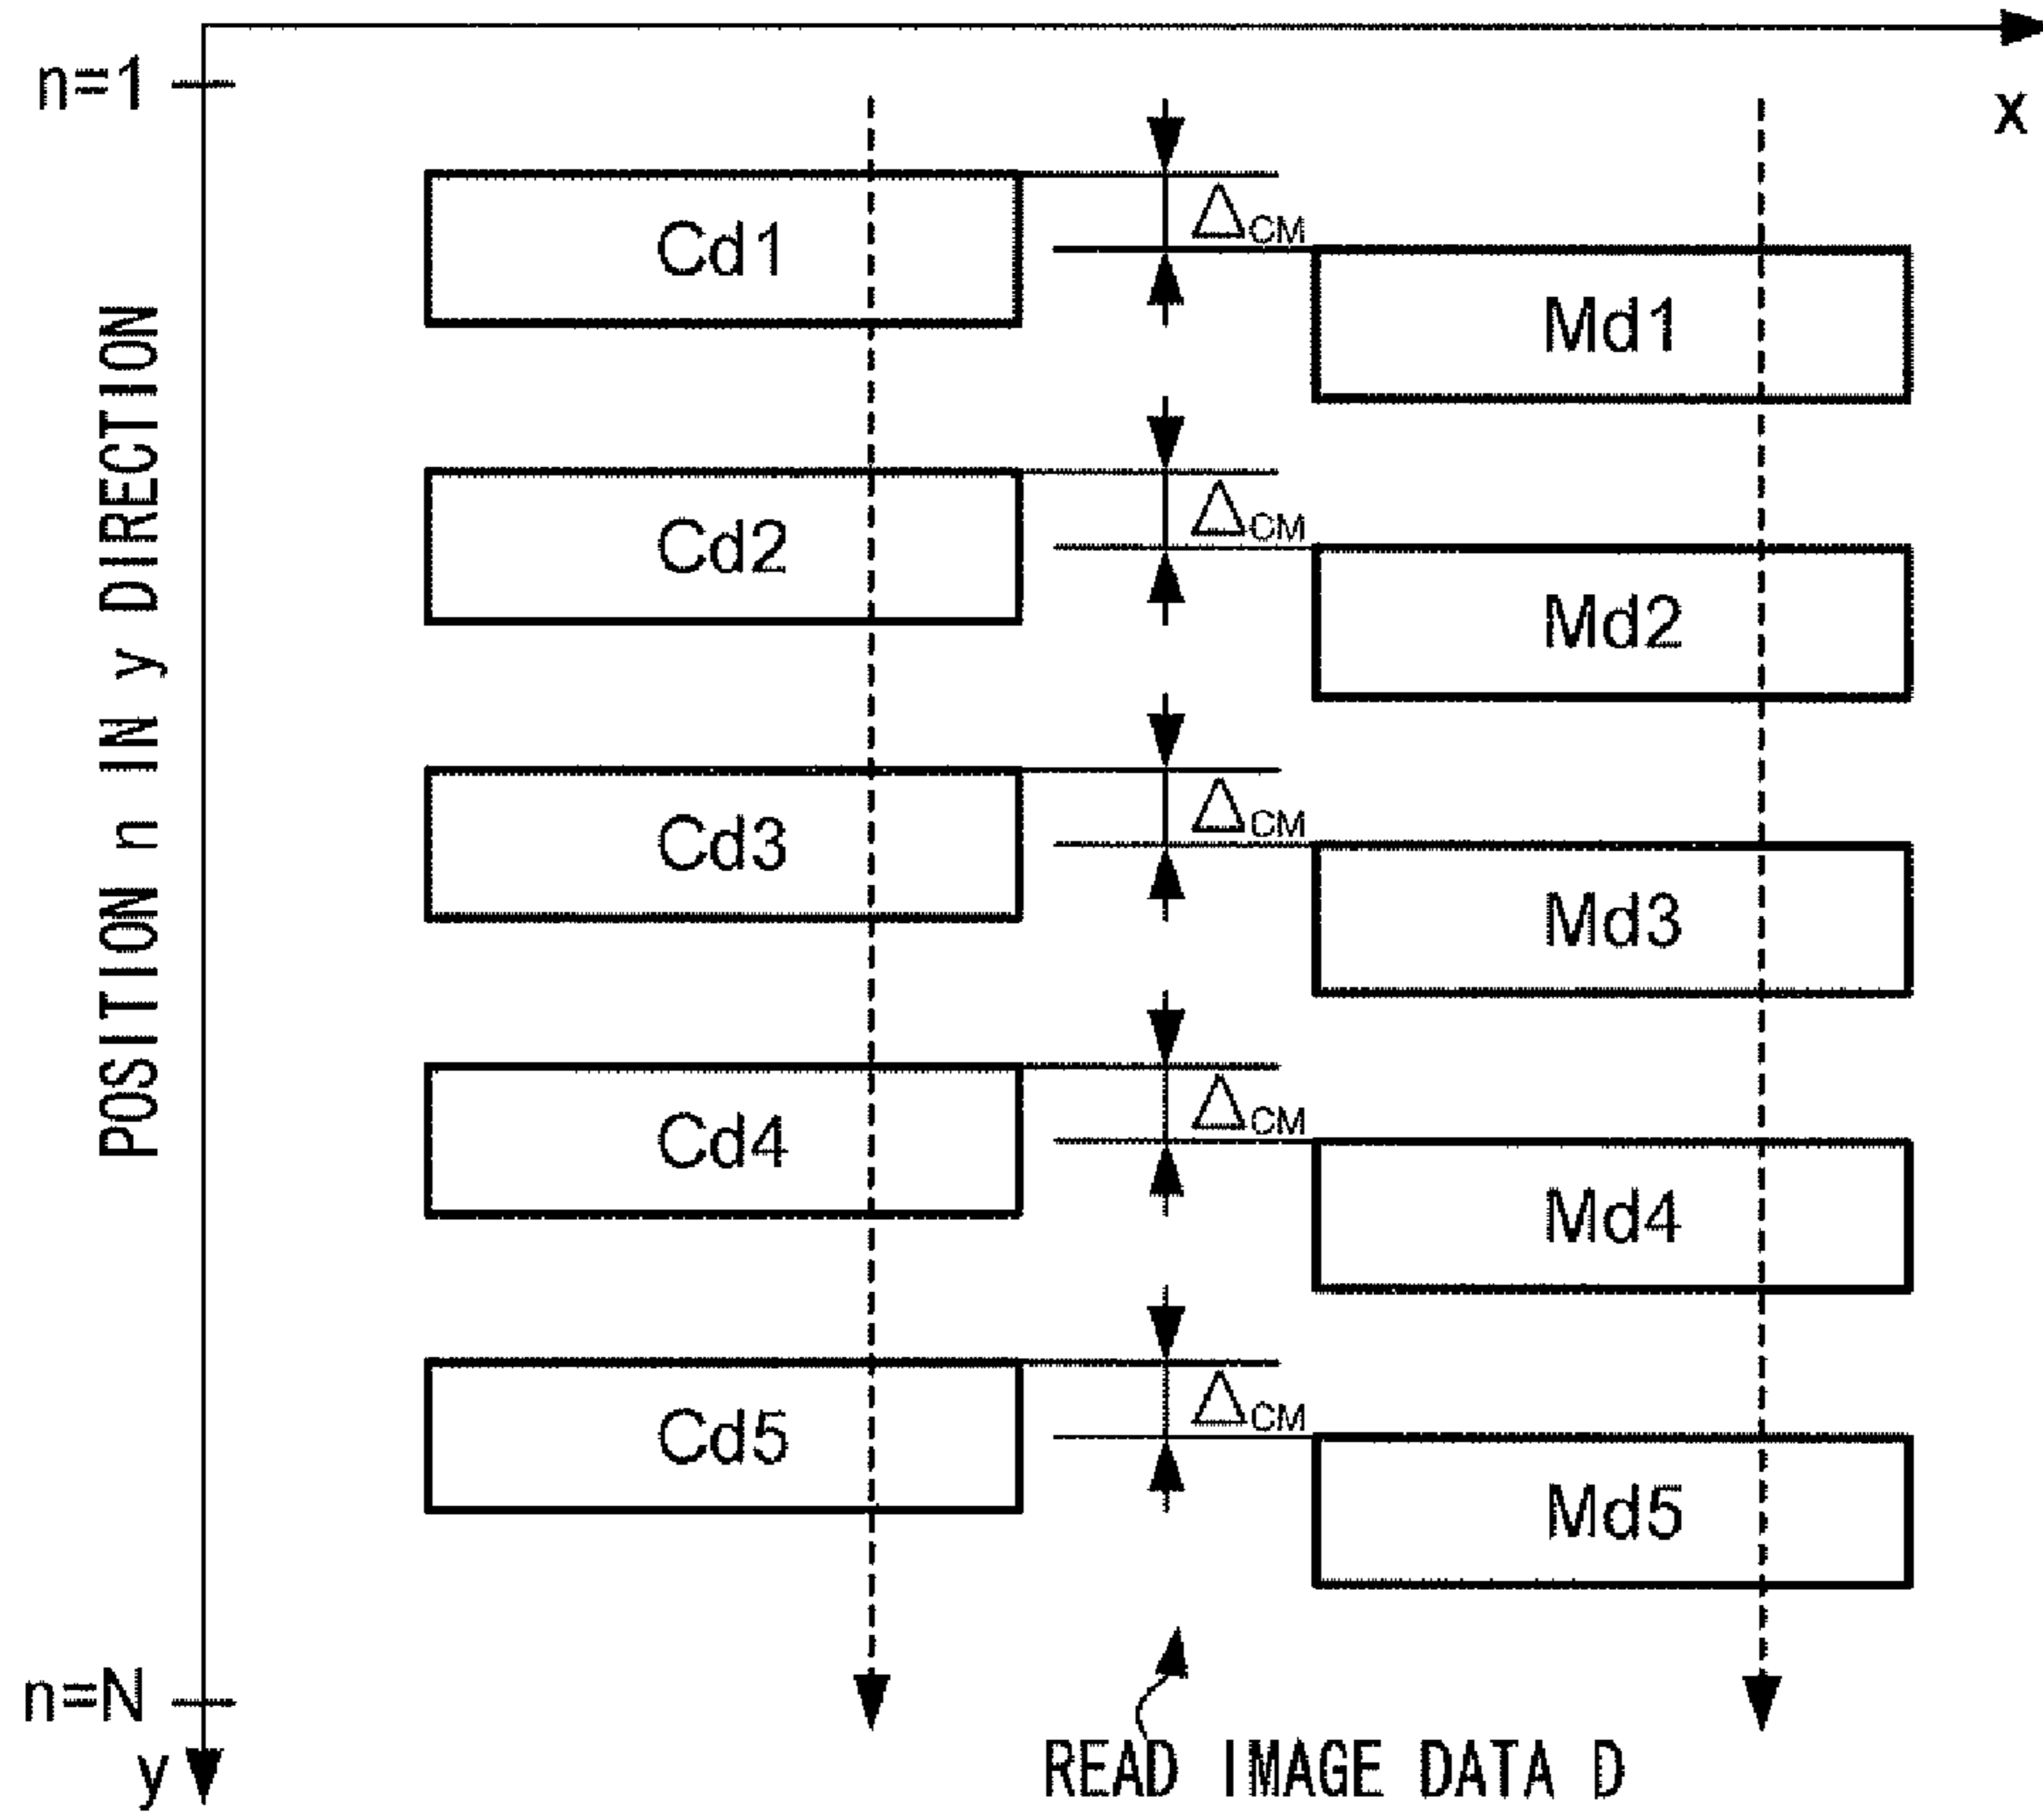 x
n=1
Cd1
ΔCM
Md1
Cd2
ΔCM
Md2
POSITION n IN y DIRECTION
Cd3
ΔCM
Md3
Cd4
ΔCM
Md4
Cd5
ΔCM
Md5
n=N
y
READ IMAGE DATA D